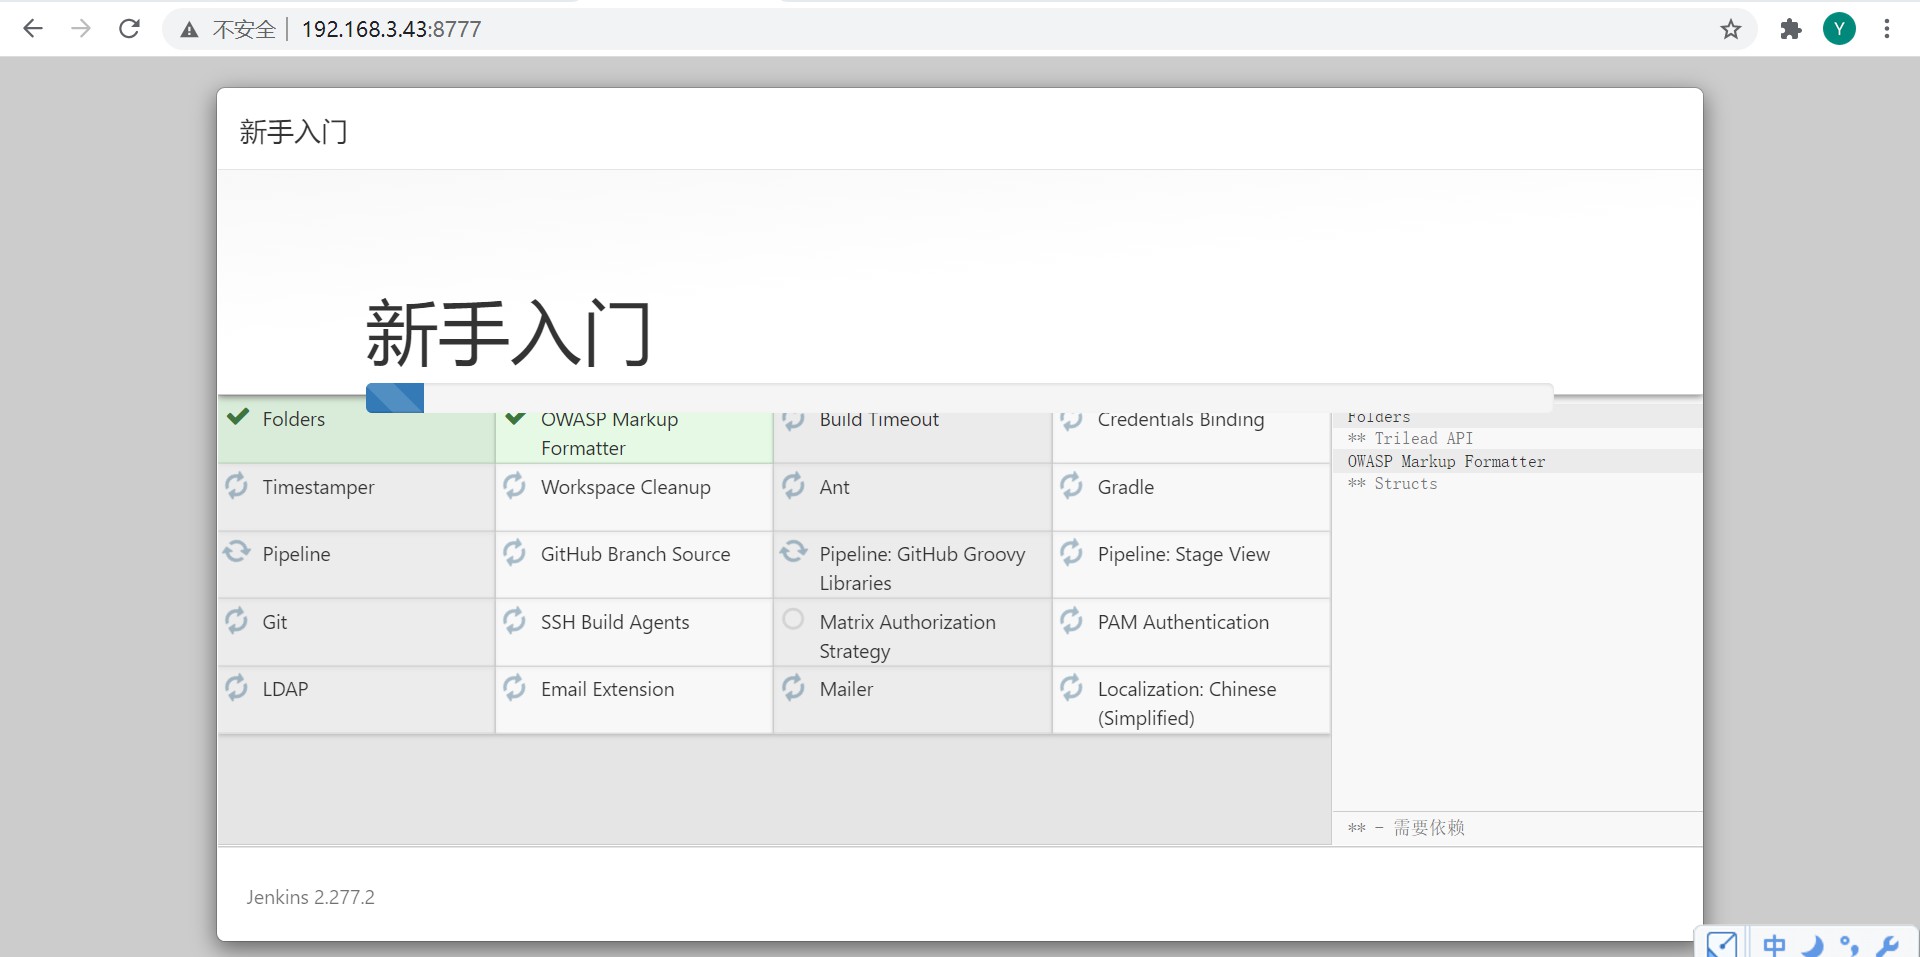 不安全 | 192.168.3.43:8777
Y
新手入门
新手入门
Folders
OWASP Markup
Formatter
Build Timeout
Credentials Binding
Timestamper
Workspace Cleanup
Ant
Gradle
Pipeline
GitHub Branch Source
Pipeline: GitHub Groovy
Libraries
Pipeline: Stage View
Git
SSH Build Agents
Matrix Authorization
Strategy
PAM Authentication
LDAP
Email Extension
Mailer
Localization: Chinese
(Simplified)
Folders
** Trilead API
OWASP Markup Formatter
** Structs
** - 需要依赖
Jenkins 2.277.2
中